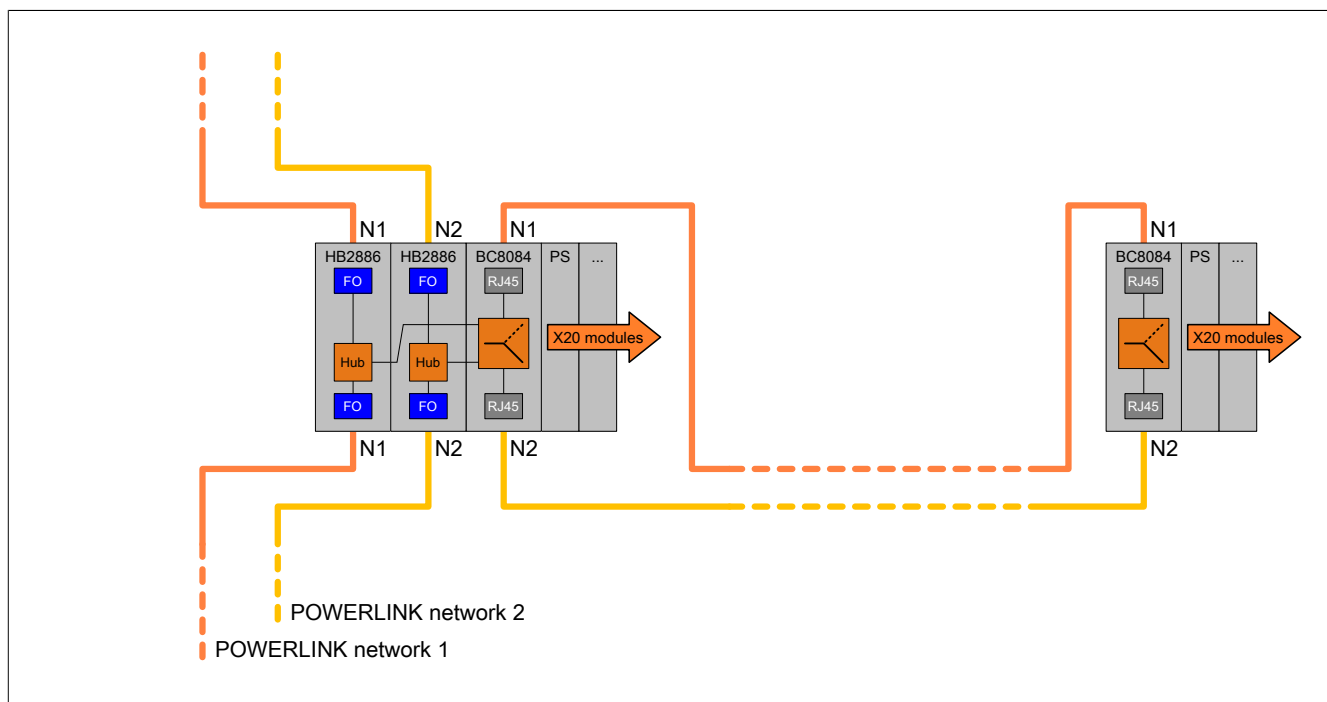 N1 N2 N1 N1
HB2886 HB2886 BC8084 PS ... BC8084 PS ...
FO FO RJ45 RJ45
X20 modules X20 modules
Hub Hub
FO FO RJ45 RJ45
N1 N2 N2 N2
POWERLINK network 2
POWERLINK network 1